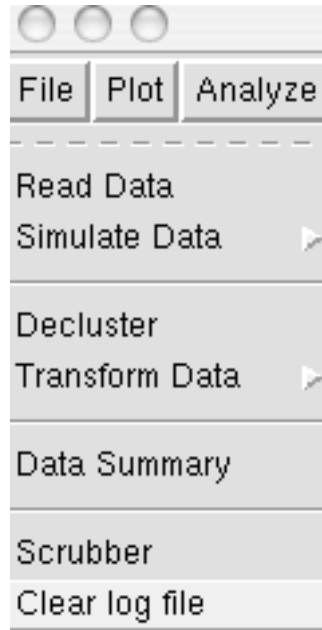 File Plot Analyze
Read Data
Simulate Data
Decluster
Transform Data
Data Summary
Scrubber
Clear log file